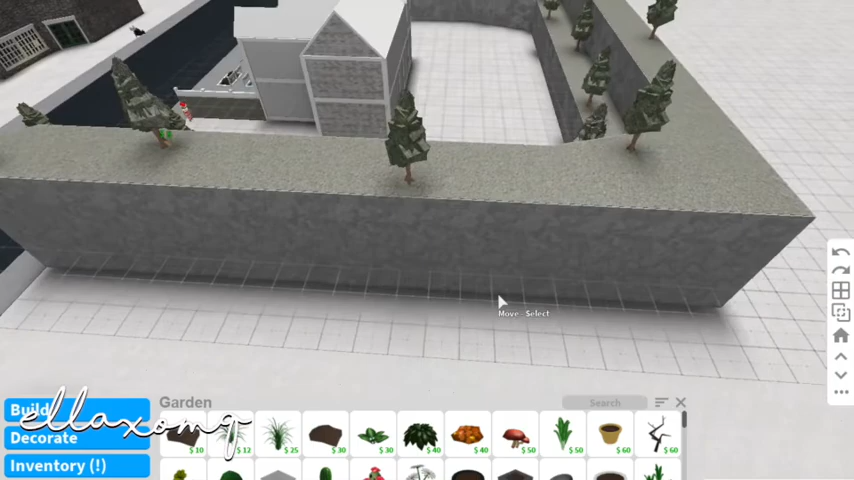 Move - Select
Garden
Search
Build
ellaxomg
Decorate
Inventory (!)
$ 10
$ 12
$ 25
$ 30
$ 30
$ 40
$ 40
$ 50
$ 50
$ 60
$ 60